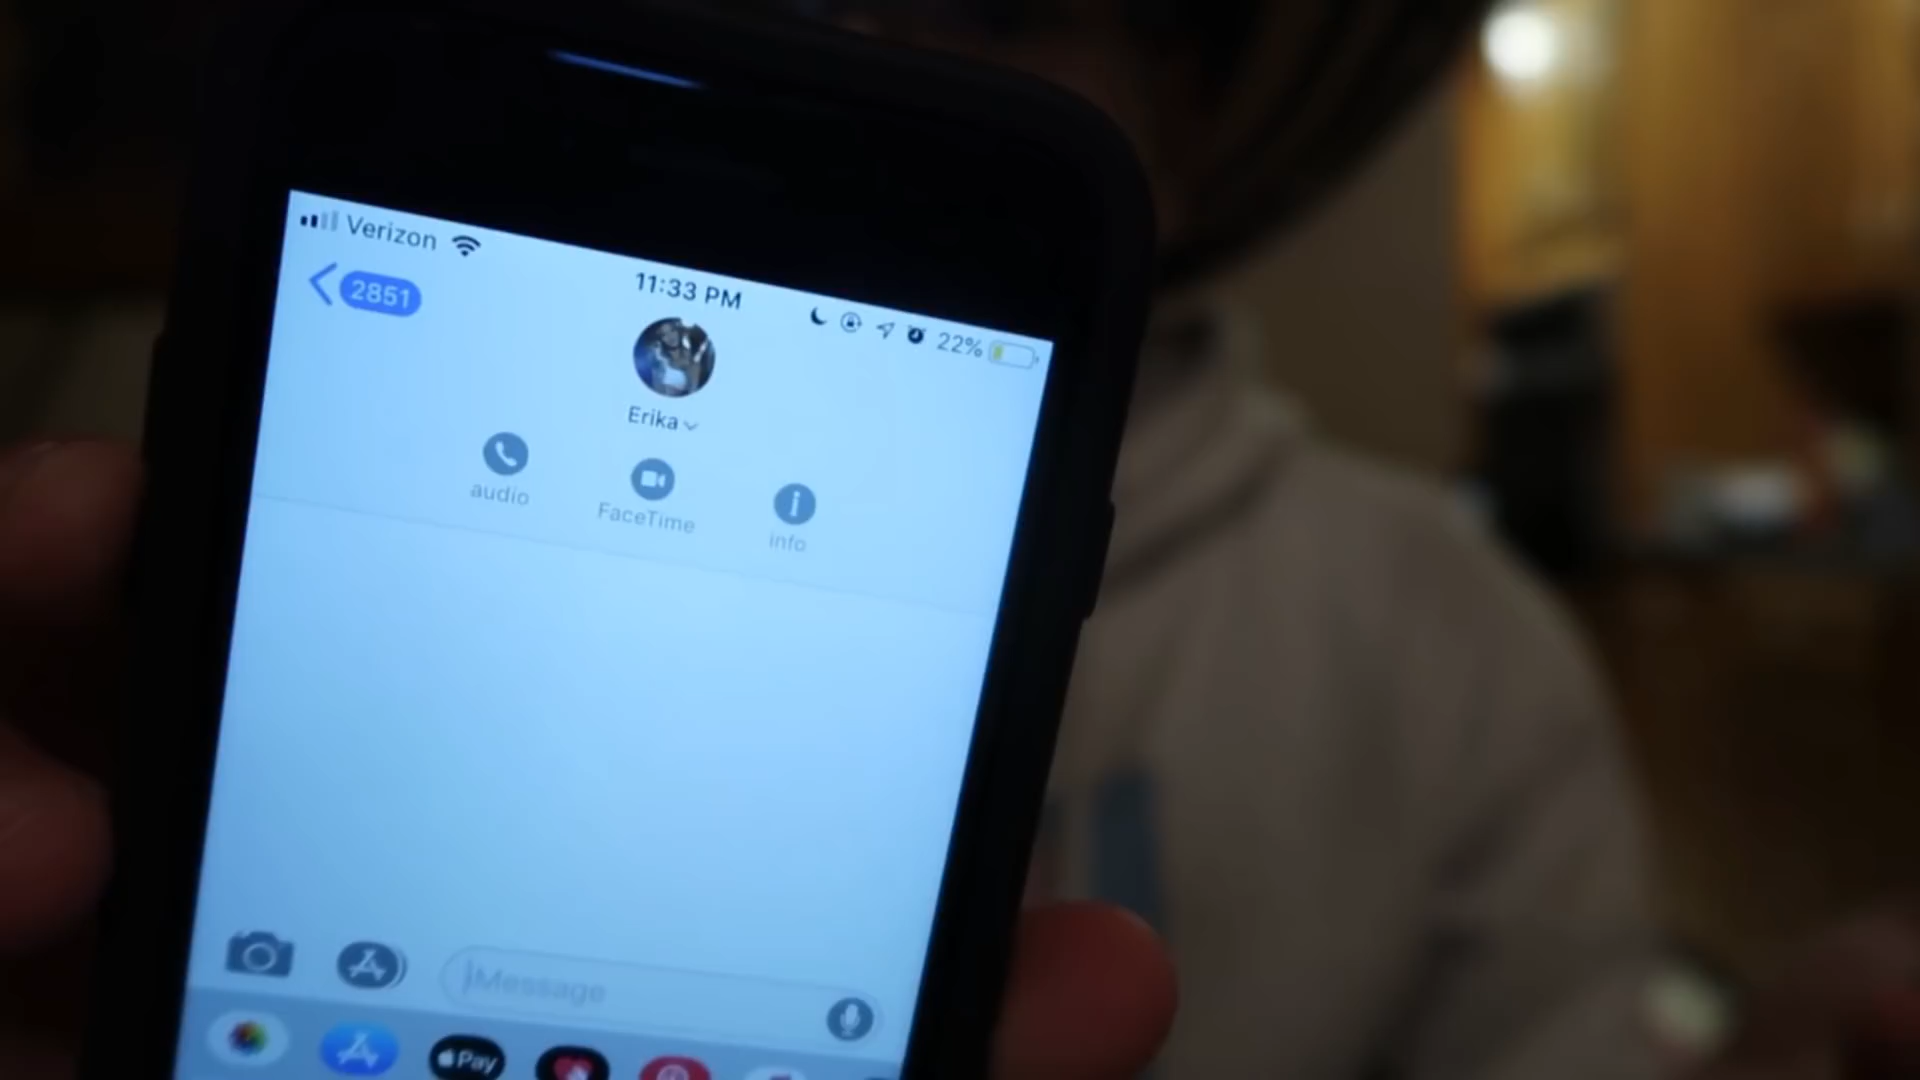 Verizon
11:33 PM
22%
2851
Erika
audio
FaceTime
info
iMessage
Pay